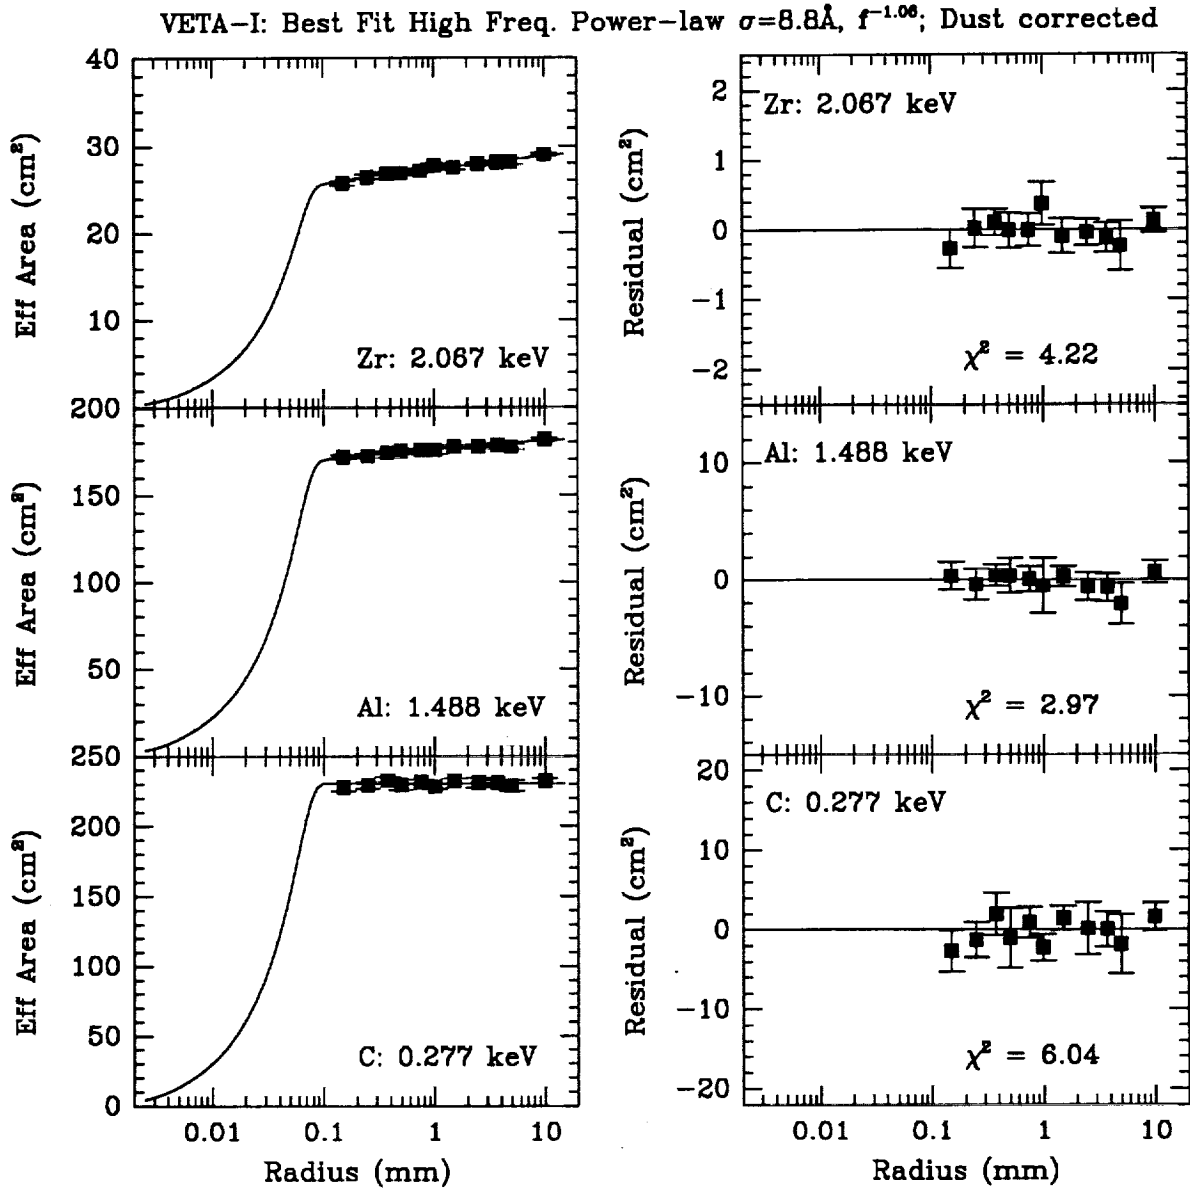 VETA-I: Best Fit High Freq. Power-law σ=8.8Å, f⁻¹·⁰⁶; Dust corrected
Eff Area (cm²)
40
30
20
10
0
Zr: 2.067 keV
Eff Area (cm²)
200
150
100
50
Al: 1.488 keV
Eff Area (cm²)
250
200
150
100
50
0
C: 0.277 keV
0.01 0.1 1 10
Radius (mm)
Residual (cm²)
2
1
0
-1
-2
Zr: 2.067 keV
χ² = 4.22
Residual (cm²)
10
0
-10
Al: 1.488 keV
χ² = 2.97
Residual (cm²)
20
10
0
-10
-20
C: 0.277 keV
χ² = 6.04
0.01 0.1 1 10
Radius (mm)